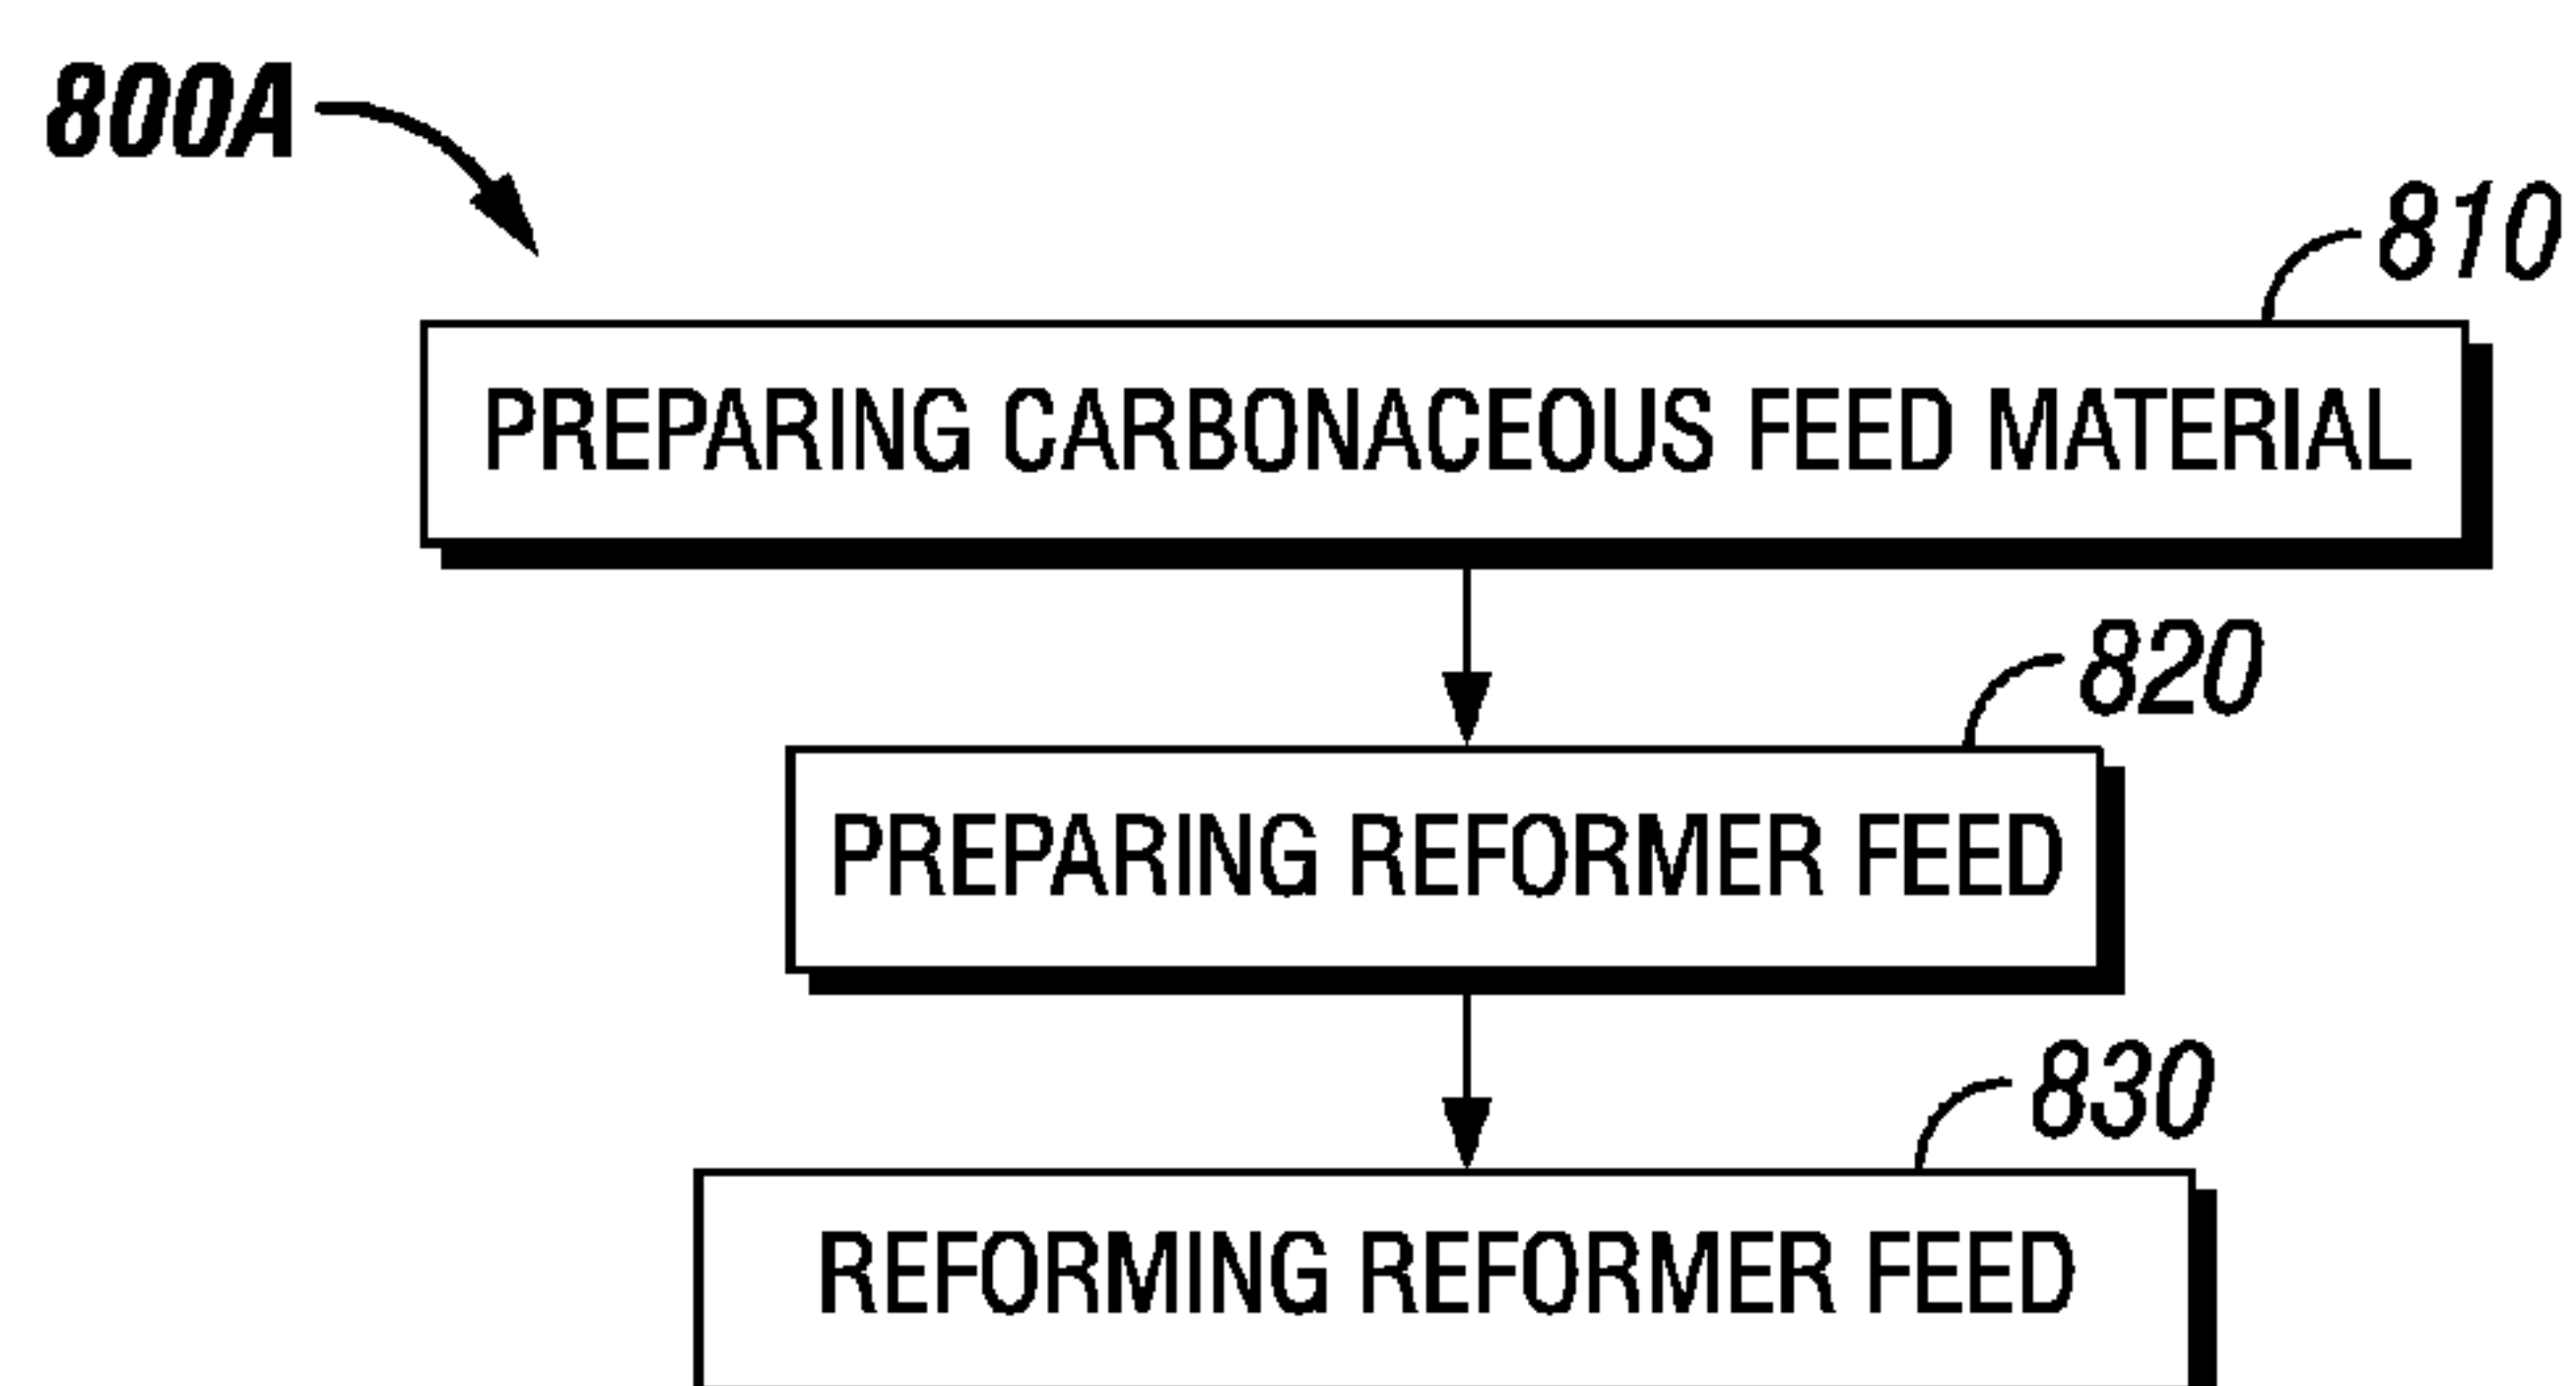 800A
810
PREPARING CARBONACEOUS FEED MATERIAL
820
PREPARING REFORMER FEED
830
REFORMING REFORMER FEED